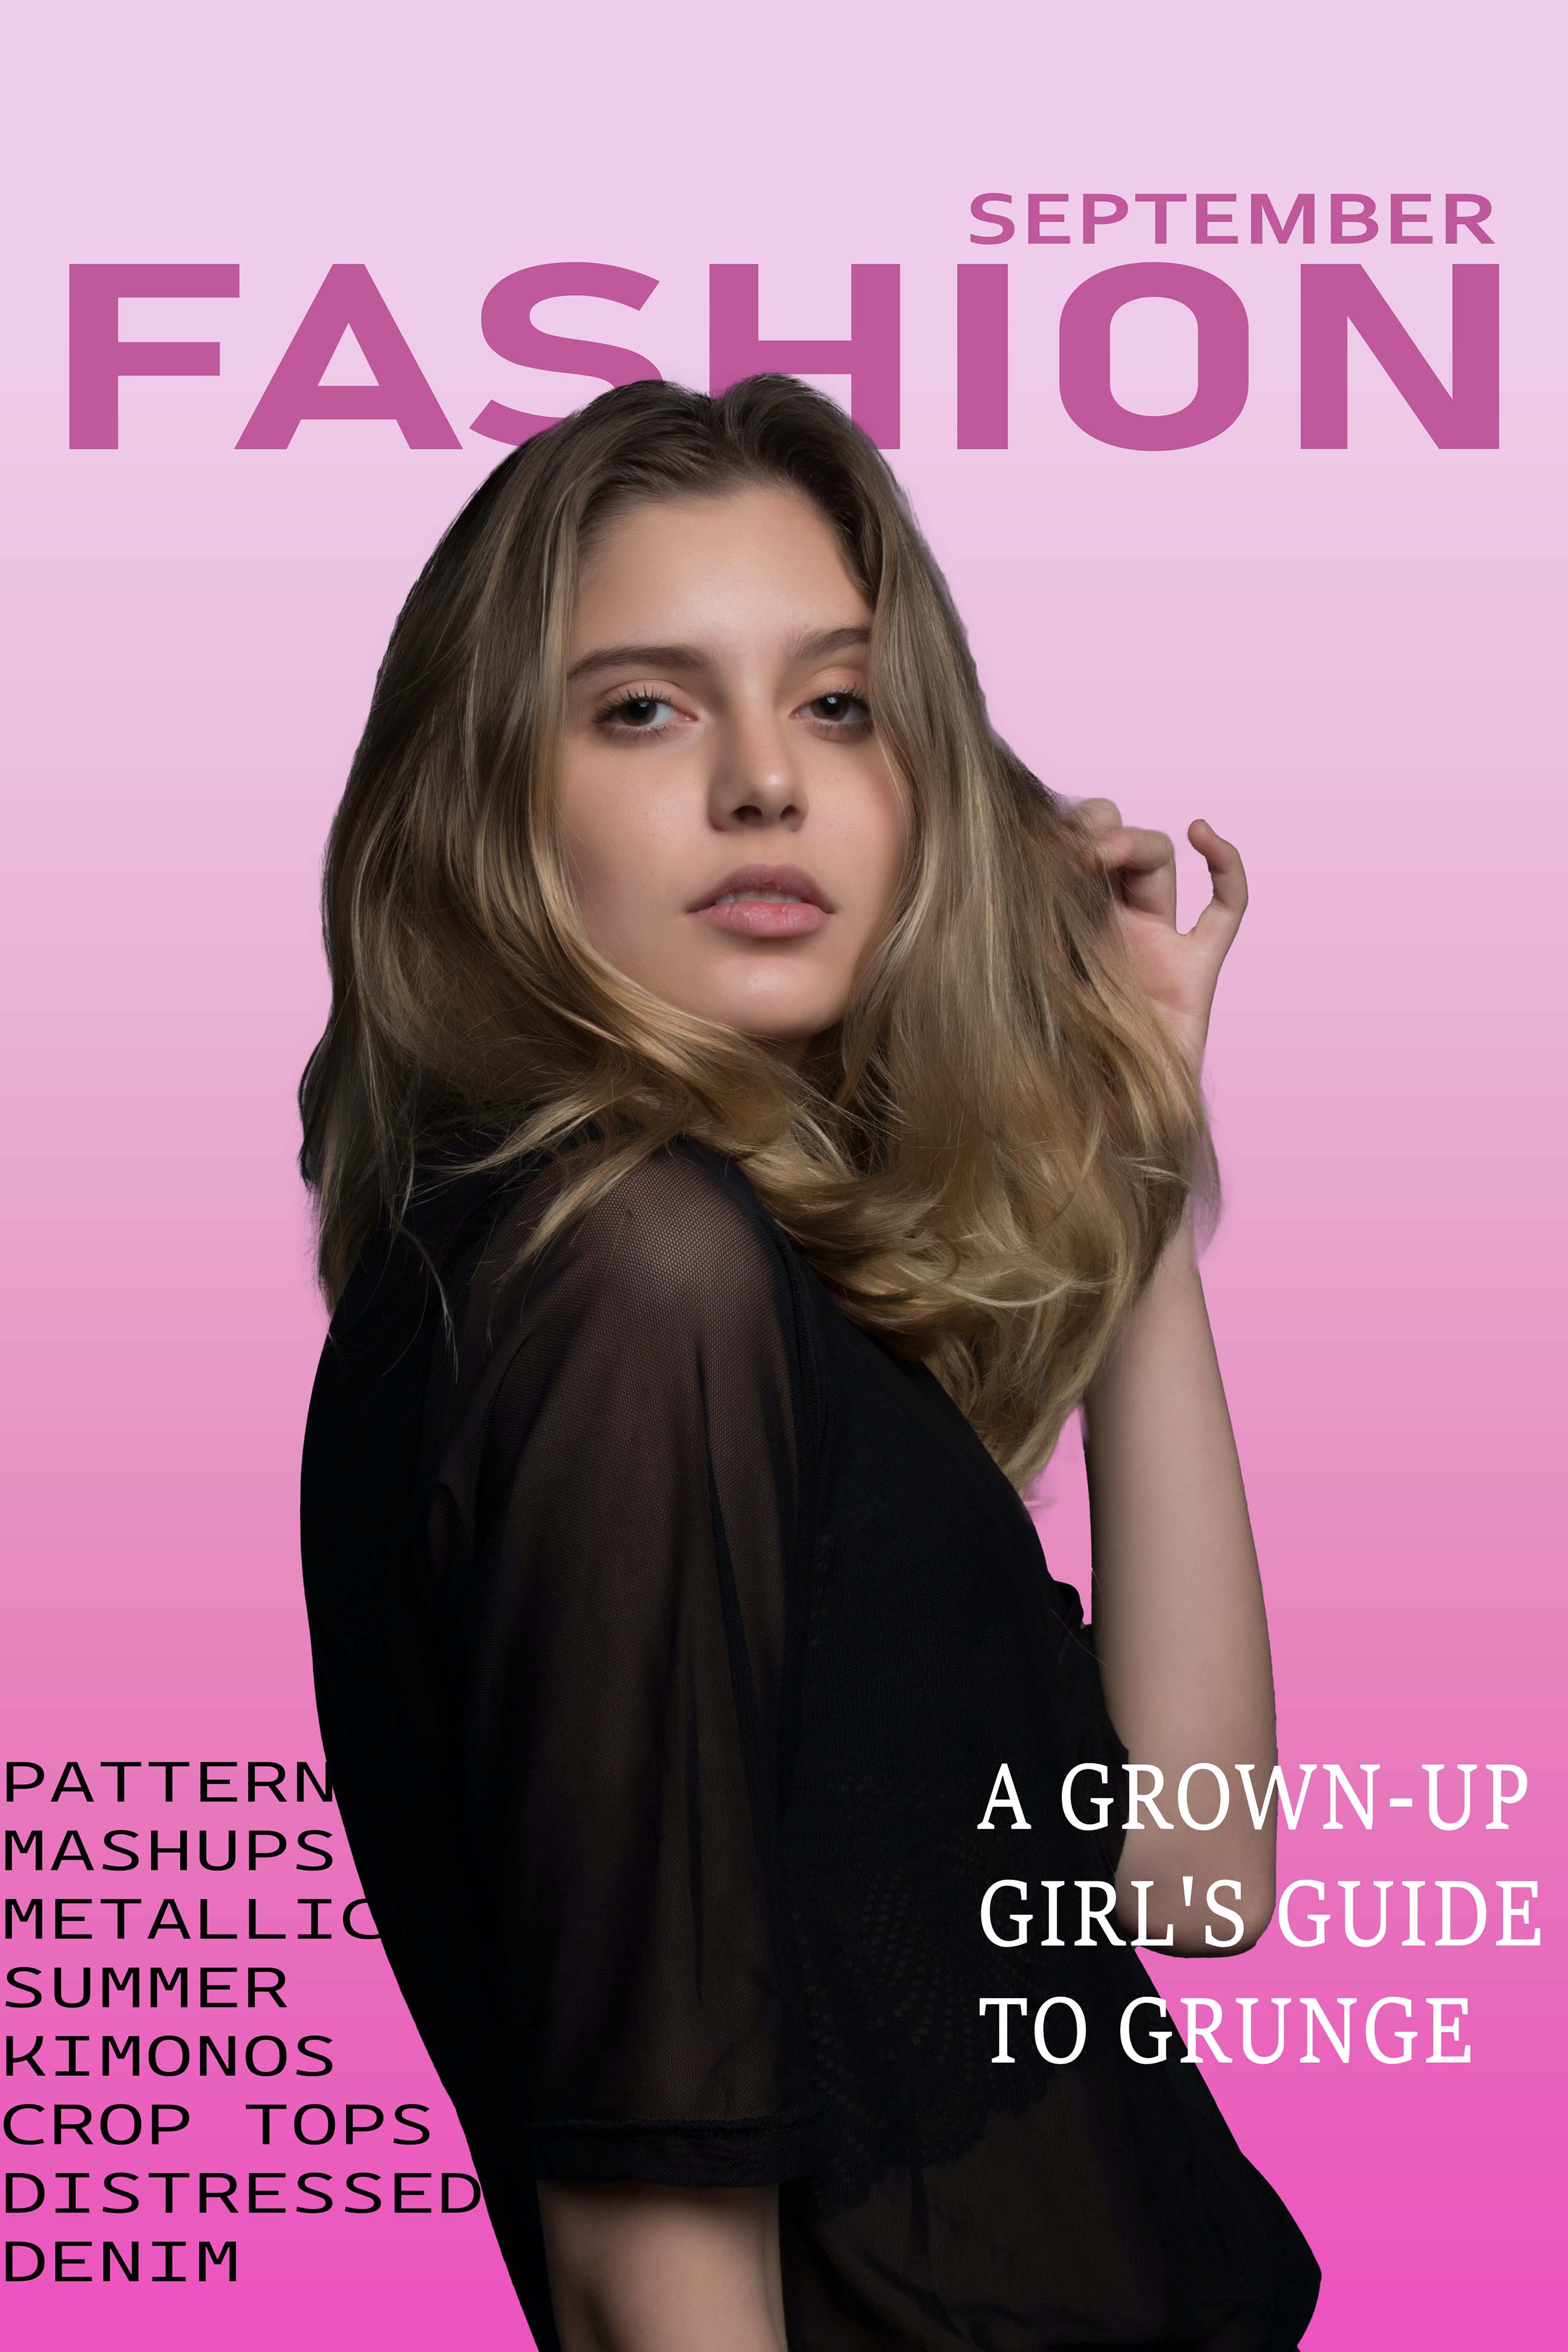 SEPTEMBER
FASHION
PATTERN
MASHUPS
METALLIC
SUMMER
KIMONOS
CROP TOPS
DISTRESSED
DENIM
A GROWN-UP
GIRL'S GUIDE
TO GRUNGE